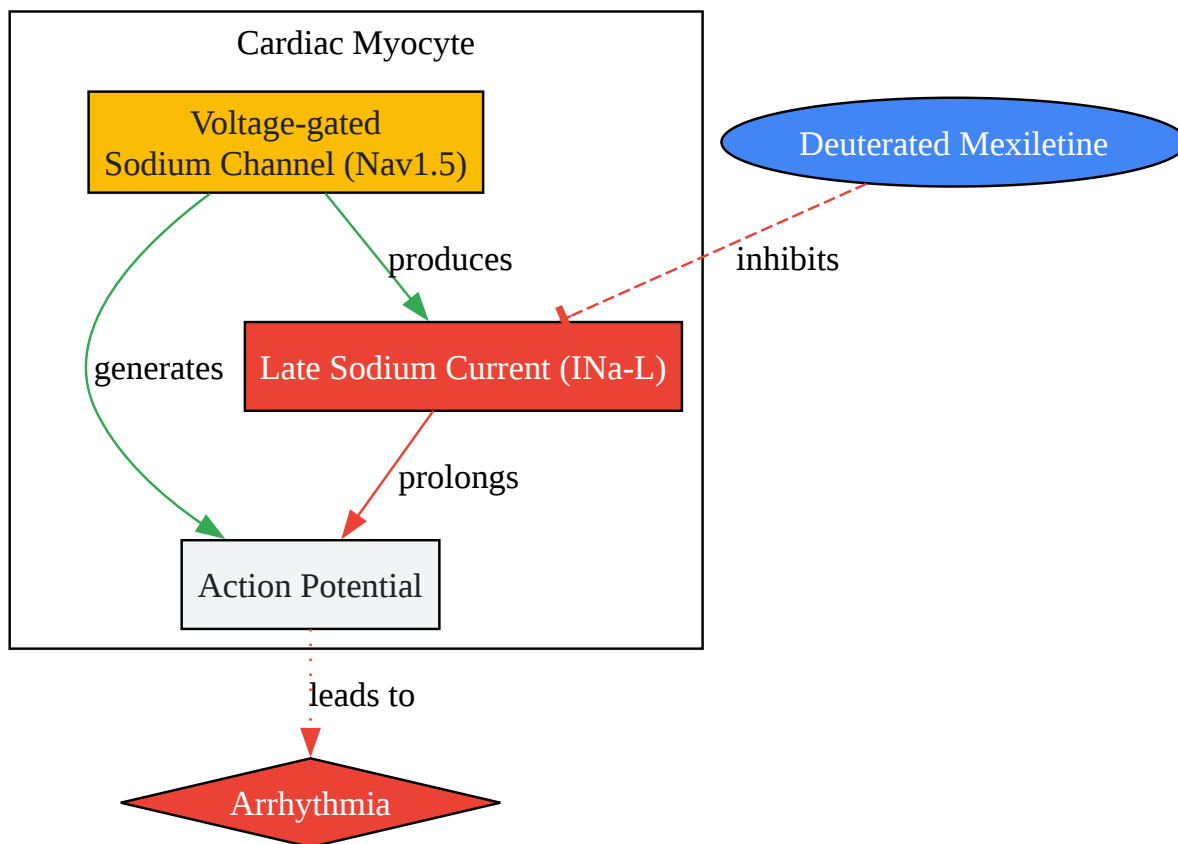 Cardiac Myocyte
Voltage-gated
Sodium Channel (Nav1.5)
Deuterated Mexiletine
produces
inhibits
Late Sodium Current (INa-L)
generates
prolongs
Action Potential
leads to
Arrhythmia